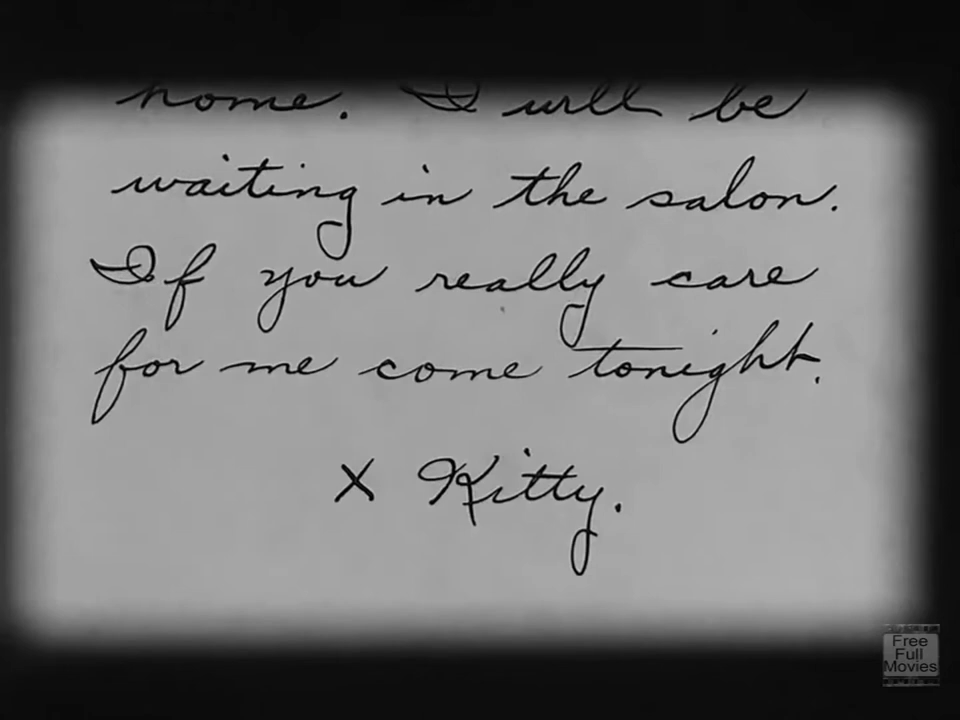 home. I will be
waiting in the salon.
If you really care
for me come tonight.
X Kitty.
Free
Full
Movies